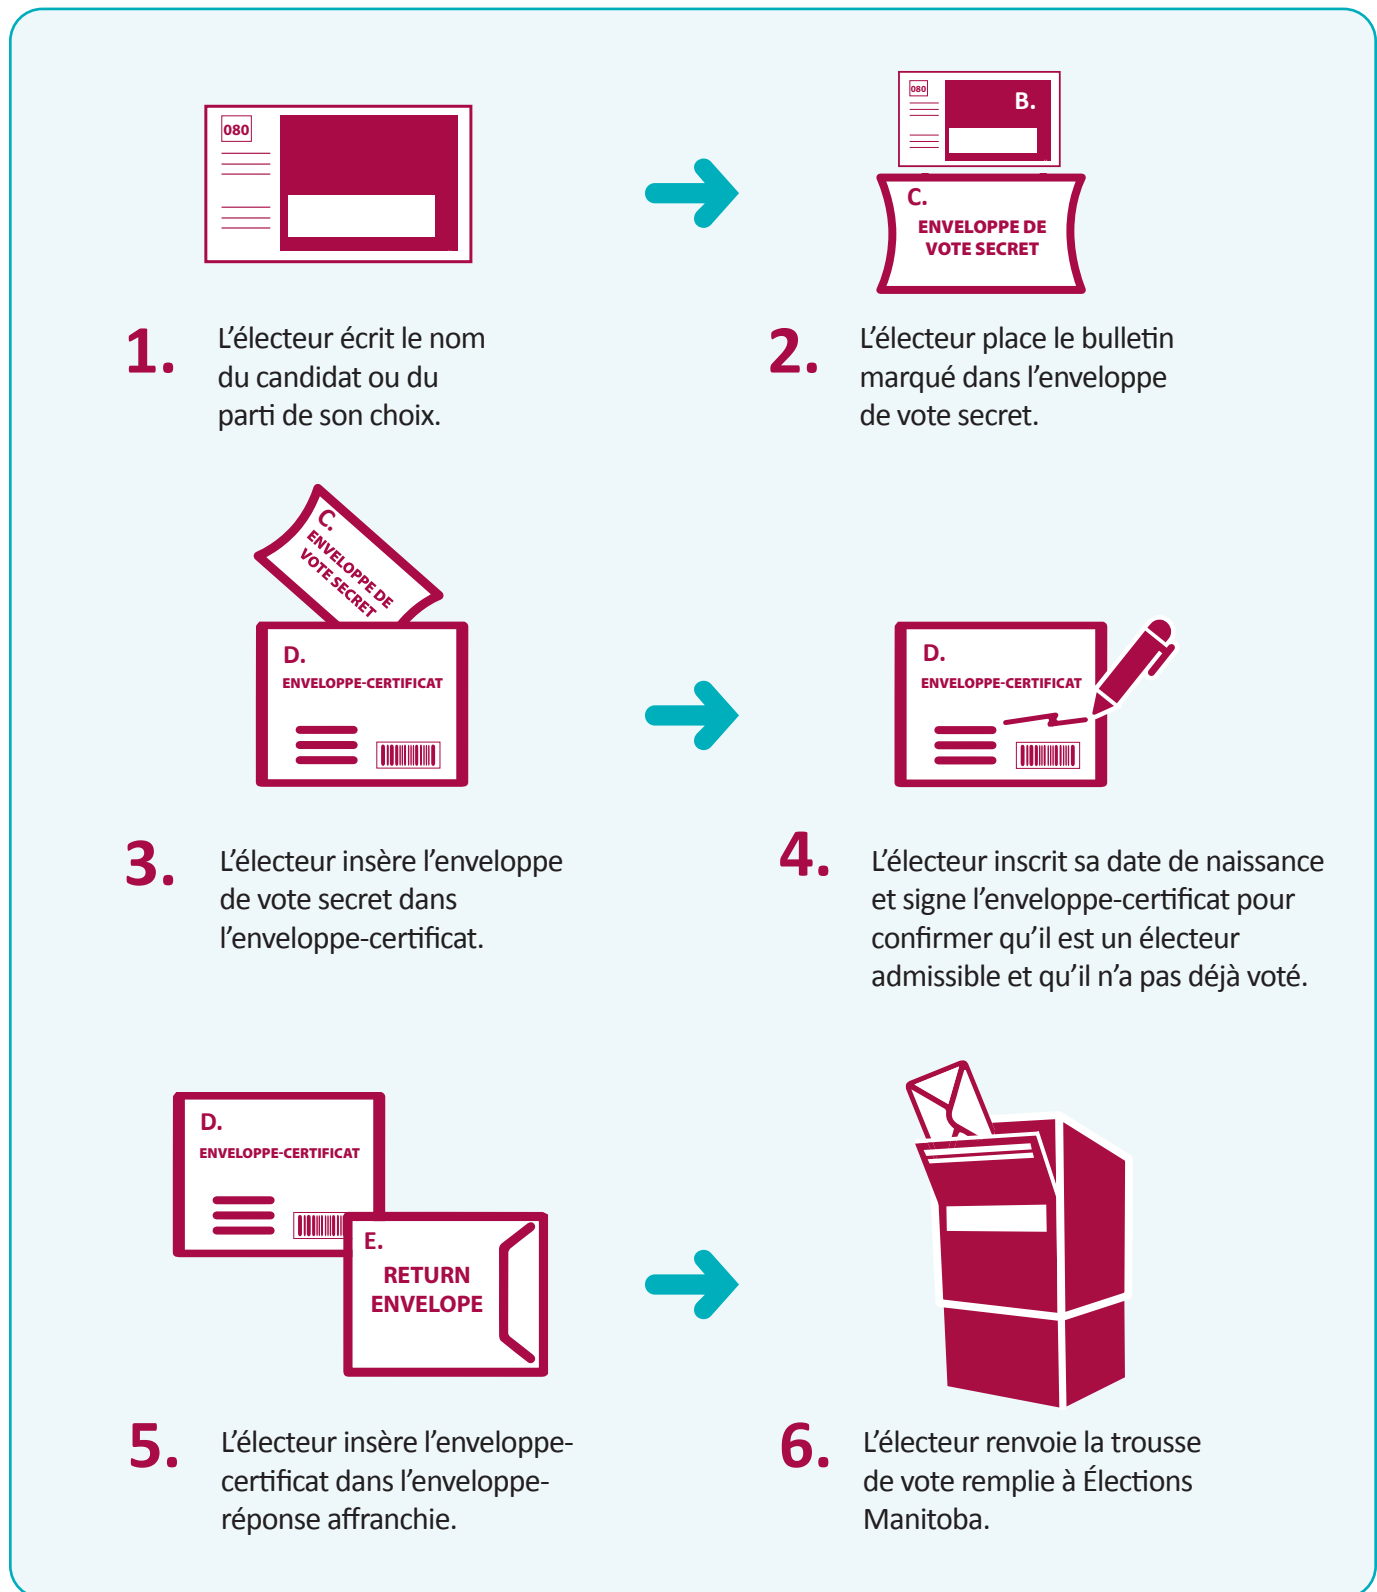 080
1.
L’électeur écrit le nom
du candidat ou du
parti de son choix.
080
B.
C.
ENVELOPPE DE
VOTE SECRET
2.
L’électeur place le bulletin
marqué dans l’enveloppe
de vote secret.
C.
ENVELOPPE DE
VOTE SECRET
D.
ENVELOPPE-CERTIFICAT
3.
L’électeur insère l’enveloppe
de vote secret dans
l’enveloppe-certificat.
D.
ENVELOPPE-CERTIFICAT
4.
L’électeur inscrit sa date de naissance
et signe l’enveloppe-certificat pour
confirmer qu’il est un électeur
admissible et qu’il n’a pas déjà voté.
D.
ENVELOPPE-CERTIFICAT
E.
RETURN
ENVELOPE
5.
L’électeur insère l’enveloppe-
certificat dans l’enveloppe-
réponse affranchie.
6.
L’électeur renvoie la trousse
de vote remplie à Élections
Manitoba.